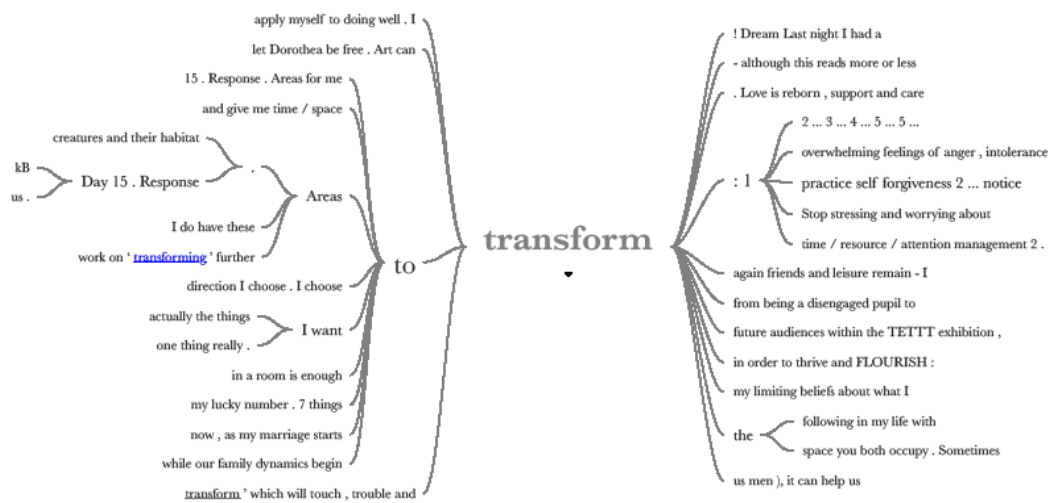 apply myself to doing well . I
let Dorothea be free . Art can
15 . Response . Areas for me
and give me time / space
creatures and their habitat
.
kB
Day 15 . Response
us .
Areas
I do have these
work on ' transforming ' further
to
direction I choose . I choose
actually the things
I want
one thing really .
in a room is enough
my lucky number . 7 things
now , as my marriage starts
while our family dynamics begin
transform ' which will touch , trouble and
transform
! Dream Last night I had a
- although this reads more or less
. Love is reborn , support and care
2 ... 3 ... 4 ... 5 ... 5 ...
overwhelming feelings of anger , intolerance
: 1
practice self forgiveness 2 ... notice
Stop stressing and worrying about
time / resource / attention management 2 .
again friends and leisure remain - I
from being a disengaged pupil to
future audiences within the TETTT exhibition ,
in order to thrive and FLOURISH :
my limiting beliefs about what I
the
following in my life with
space you both occupy . Sometimes
us men ) , it can help us